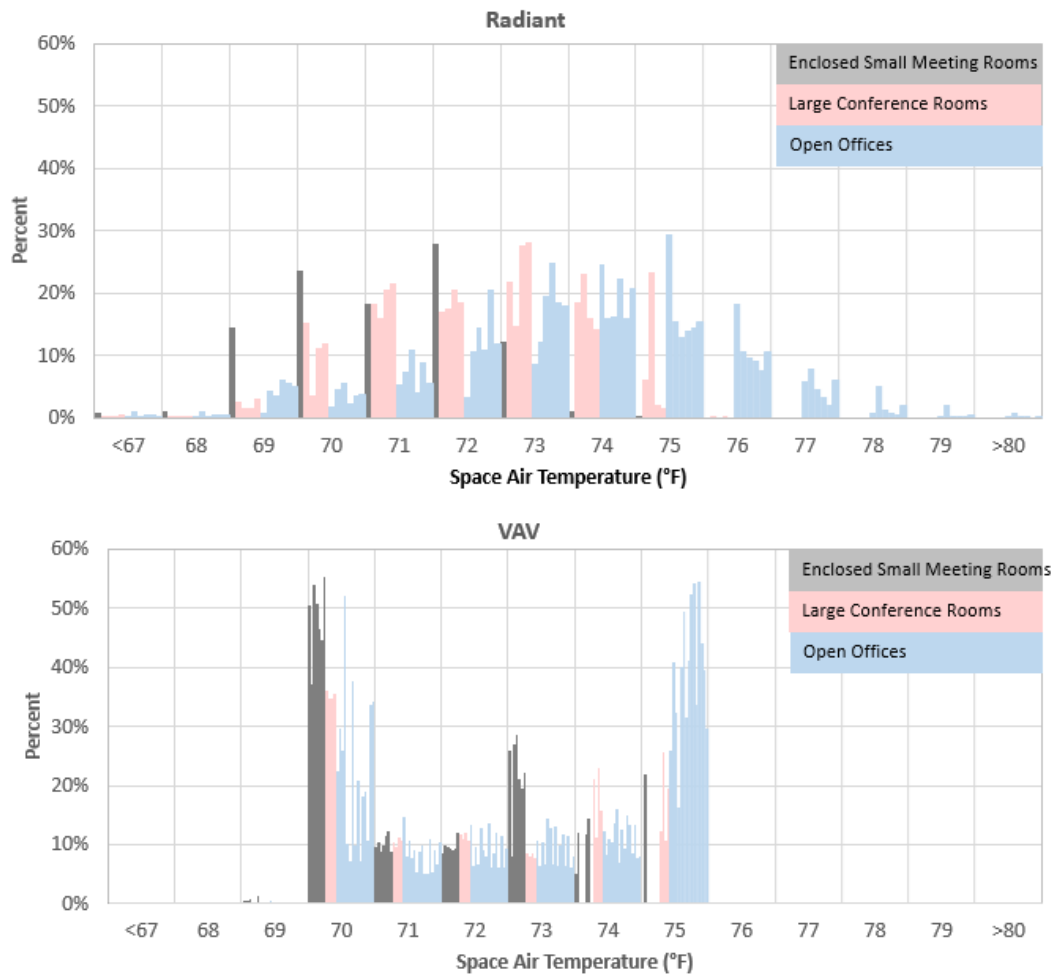 Radiant
60%
50%
40%
30%
20%
10%
0%
Percent
Enclosed Small Meeting Rooms
Large Conference Rooms
Open Offices
<67 68 69 70 71 72 73 74 75 76 77 78 79 >80
Space Air Temperature (°F)
VAV
60%
50%
40%
30%
20%
10%
0%
Percent
Enclosed Small Meeting Rooms
Large Conference Rooms
Open Offices
<67 68 69 70 71 72 73 74 75 76 77 78 79 >80
Space Air Temperature (°F)